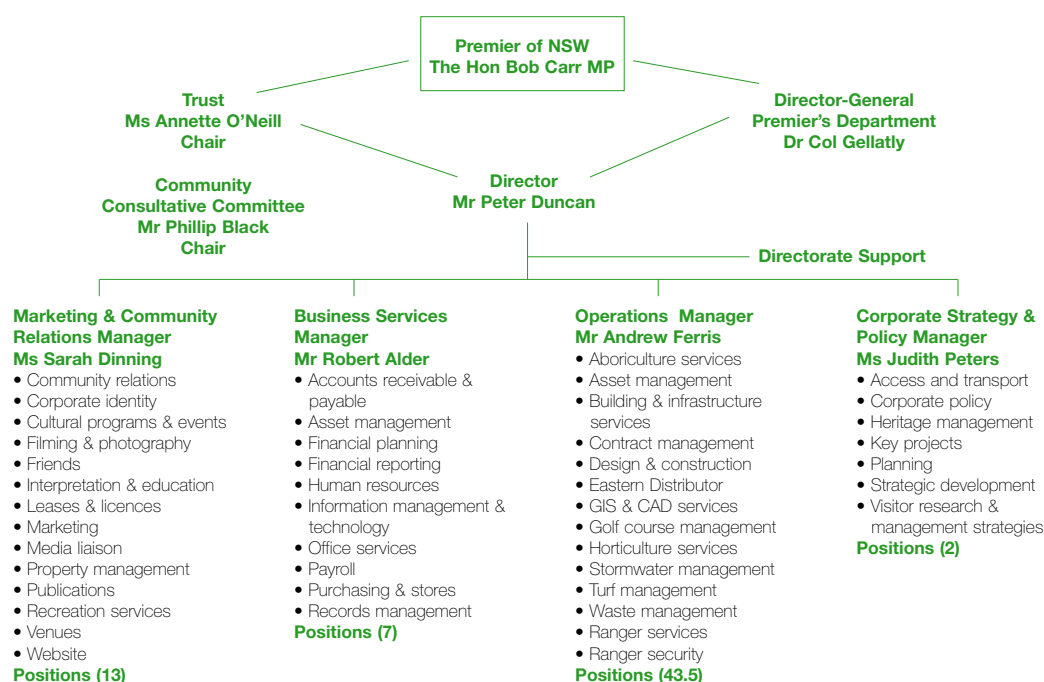 Premier of NSW
The Hon Bob Carr MP
Trust
Ms Annette O’Neill
Chair
Director-General
Premier’s Department
Dr Col Gellatly
Community
Consultative Committee
Mr Phillip Black
Chair
Director
Mr Peter Duncan
Directorate Support
Marketing & Community
Relations Manager
Ms Sarah Dinning
• Community relations
• Corporate identity
• Cultural programs & events
• Filming & photography
• Friends
• Interpretation & education
• Leases & licences
• Marketing
• Media liaison
• Property management
• Publications
• Recreation services
• Venues
• Website
Positions (13)
Business Services
Manager
Mr Robert Alder
• Accounts receivable &
payable
• Asset management
• Financial planning
• Financial reporting
• Human resources
• Information management &
technology
• Office services
• Payroll
• Purchasing & stores
• Records management
Positions (7)
Operations Manager
Mr Andrew Ferris
• Aboriculture services
• Asset management
• Building & infrastructure
services
• Contract management
• Design & construction
• Eastern Distributor
• GIS & CAD services
• Golf course management
• Horticulture services
• Stormwater management
• Turf management
• Waste management
• Ranger services
• Ranger security
Positions (43.5)
Corporate Strategy &
Policy Manager
Ms Judith Peters
• Access and transport
• Corporate policy
• Heritage management
• Key projects
• Planning
• Strategic development
• Visitor research &
management strategies
Positions (2)